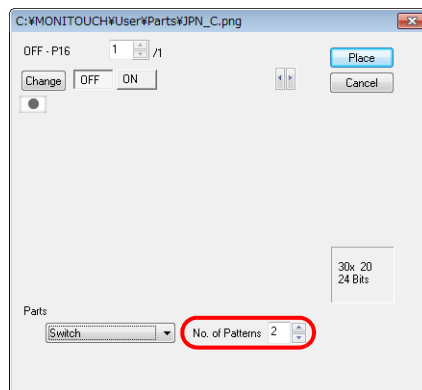 C:¥MONITOUCH¥User¥Parts¥JPN_C.png
OFF - P16 1 /1
Place
Change OFF ON
Cancel
30x 20
24 Bits
Parts
Switch No. of Patterns 2